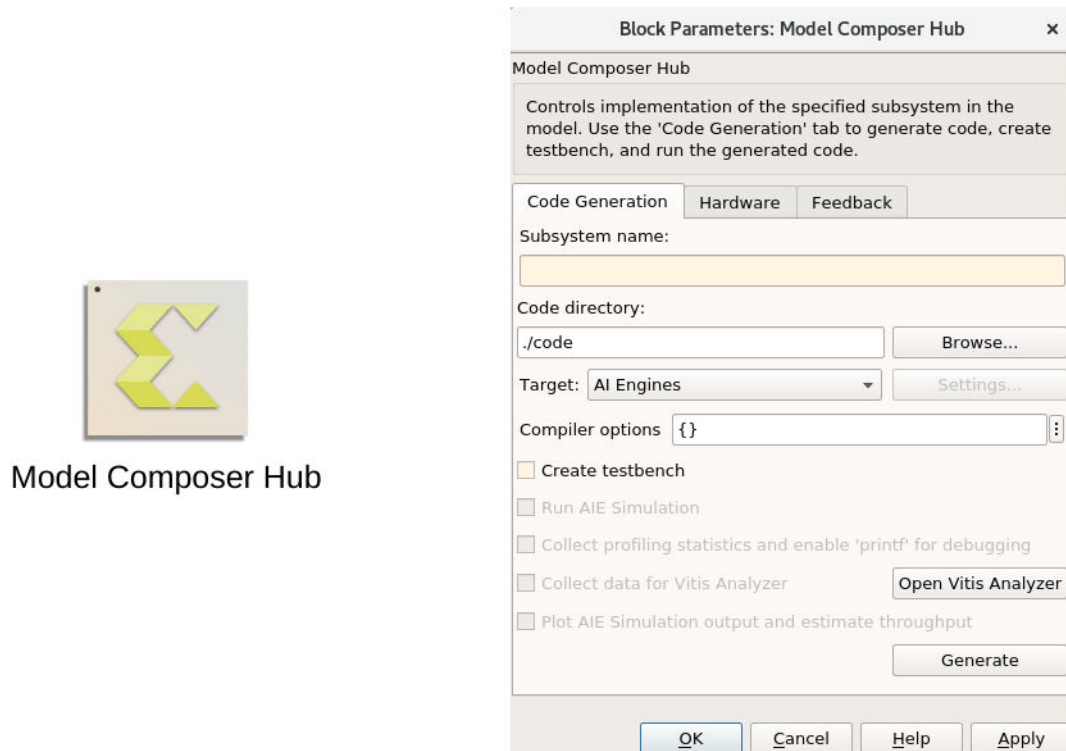 Block Parameters: Model Composer Hub ×
Model Composer Hub
Controls implementation of the specified subsystem in the
model. Use the 'Code Generation' tab to generate code, create
testbench, and run the generated code.
Code Generation Hardware Feedback
Subsystem name:
Code directory:
./code Browse...
Target: AI Engines Settings...
Compiler options {}
Create testbench
Run AIE Simulation
Collect profiling statistics and enable 'printf' for debugging
Collect data for Vitis Analyzer Open Vitis Analyzer
Plot AIE Simulation output and estimate throughput
Generate
OK Cancel Help Apply
Model Composer Hub